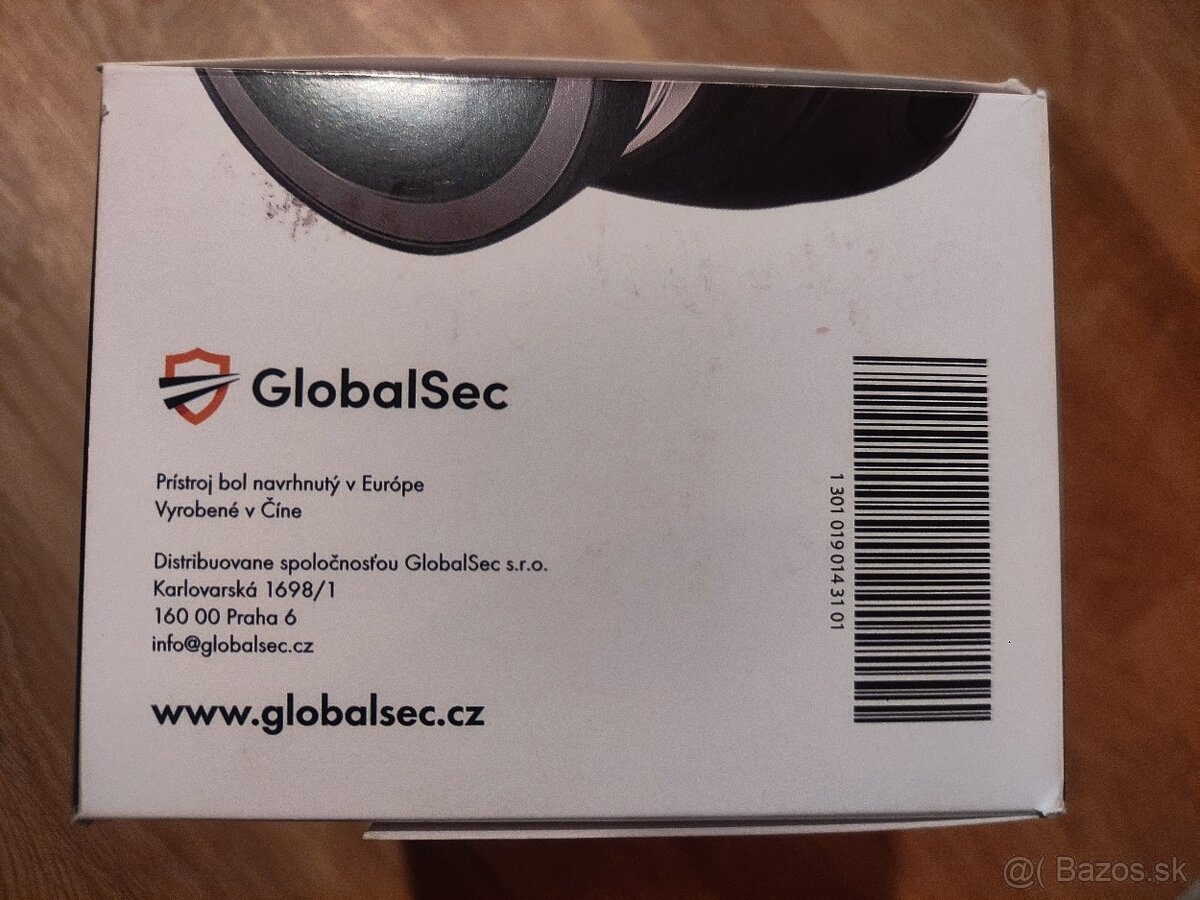 GlobalSec
Prístroj bol navrhnutý v Európe
Vyrobené v Číne
Distribuovane spoločnosťou GlobalSec s.r.o.
Karlovarská 1698/1
160 00 Praha 6
info@globalsec.cz
www.globalsec.cz
1 301 019 014 31 01
@( Bazos.sk